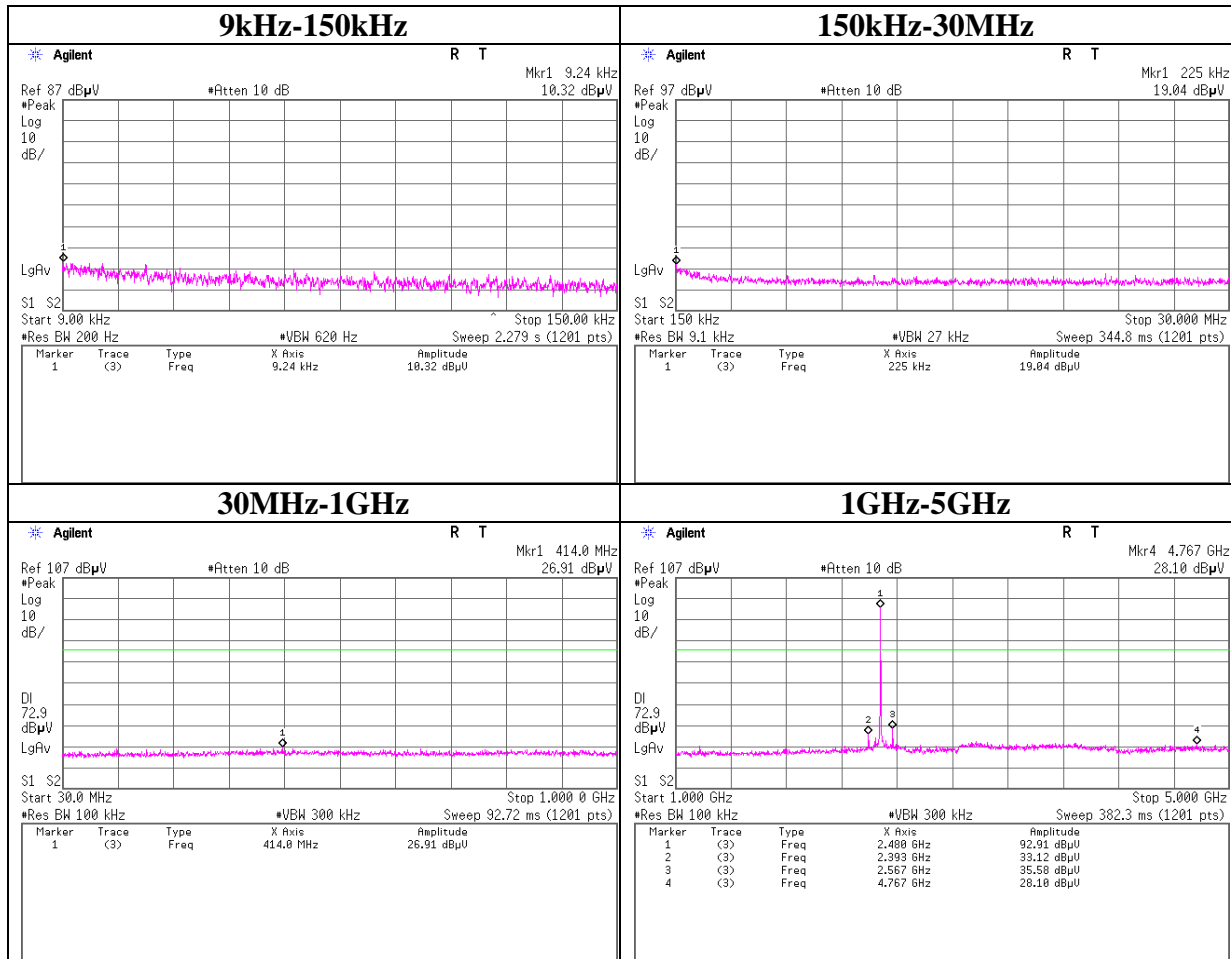 9kHz-150kHz
Agilent R T
Mkr1 9.24 kHz
Ref 87 dBµV #Atten 10 dB 10.32 dBµV
#Peak
Log
10
dB/
1
LgAv
S1 S2
Start 9.00 kHz ^ Stop 150.00 kHz
#Res BW 200 Hz #VBW 620 Hz Sweep 2.279 s (1201 pts)
Marker Trace Type X Axis Amplitude
1 (3) Freq 9.24 kHz 10.32 dBµV
150kHz-30MHz
Agilent R T
Mkr1 225 kHz
Ref 97 dBµV #Atten 10 dB 19.04 dBµV
#Peak
Log
10
dB/
1
LgAv
S1 S2
Start 150 kHz Stop 30.000 MHz
#Res BW 9.1 kHz #VBW 27 kHz Sweep 344.8 ms (1201 pts)
Marker Trace Type X Axis Amplitude
1 (3) Freq 225 kHz 19.04 dBµV
30MHz-1GHz
Agilent R T
Mkr1 414.0 MHz
Ref 107 dBµV #Atten 10 dB 26.91 dBµV
#Peak
Log
10
dB/
DI
72.9
dBµV
1
LgAv
S1 S2
Start 30.0 MHz Stop 1.000 0 GHz
#Res BW 100 kHz #VBW 300 kHz Sweep 92.72 ms (1201 pts)
Marker Trace Type X Axis Amplitude
1 (3) Freq 414.0 MHz 26.91 dBµV
1GHz-5GHz
Agilent R T
Mkr4 4.767 GHz
Ref 107 dBµV #Atten 10 dB 28.10 dBµV
#Peak
1
Log
10
dB/
DI
72.9
dBµV
2 3 4
LgAv
S1 S2
Start 1.000 GHz Stop 5.000 GHz
#Res BW 100 kHz #VBW 300 kHz Sweep 382.3 ms (1201 pts)
Marker Trace Type X Axis Amplitude
1 (3) Freq 2.480 GHz 92.91 dBµV
2 (3) Freq 2.393 GHz 33.12 dBµV
3 (3) Freq 2.567 GHz 35.58 dBµV
4 (3) Freq 4.767 GHz 28.10 dBµV